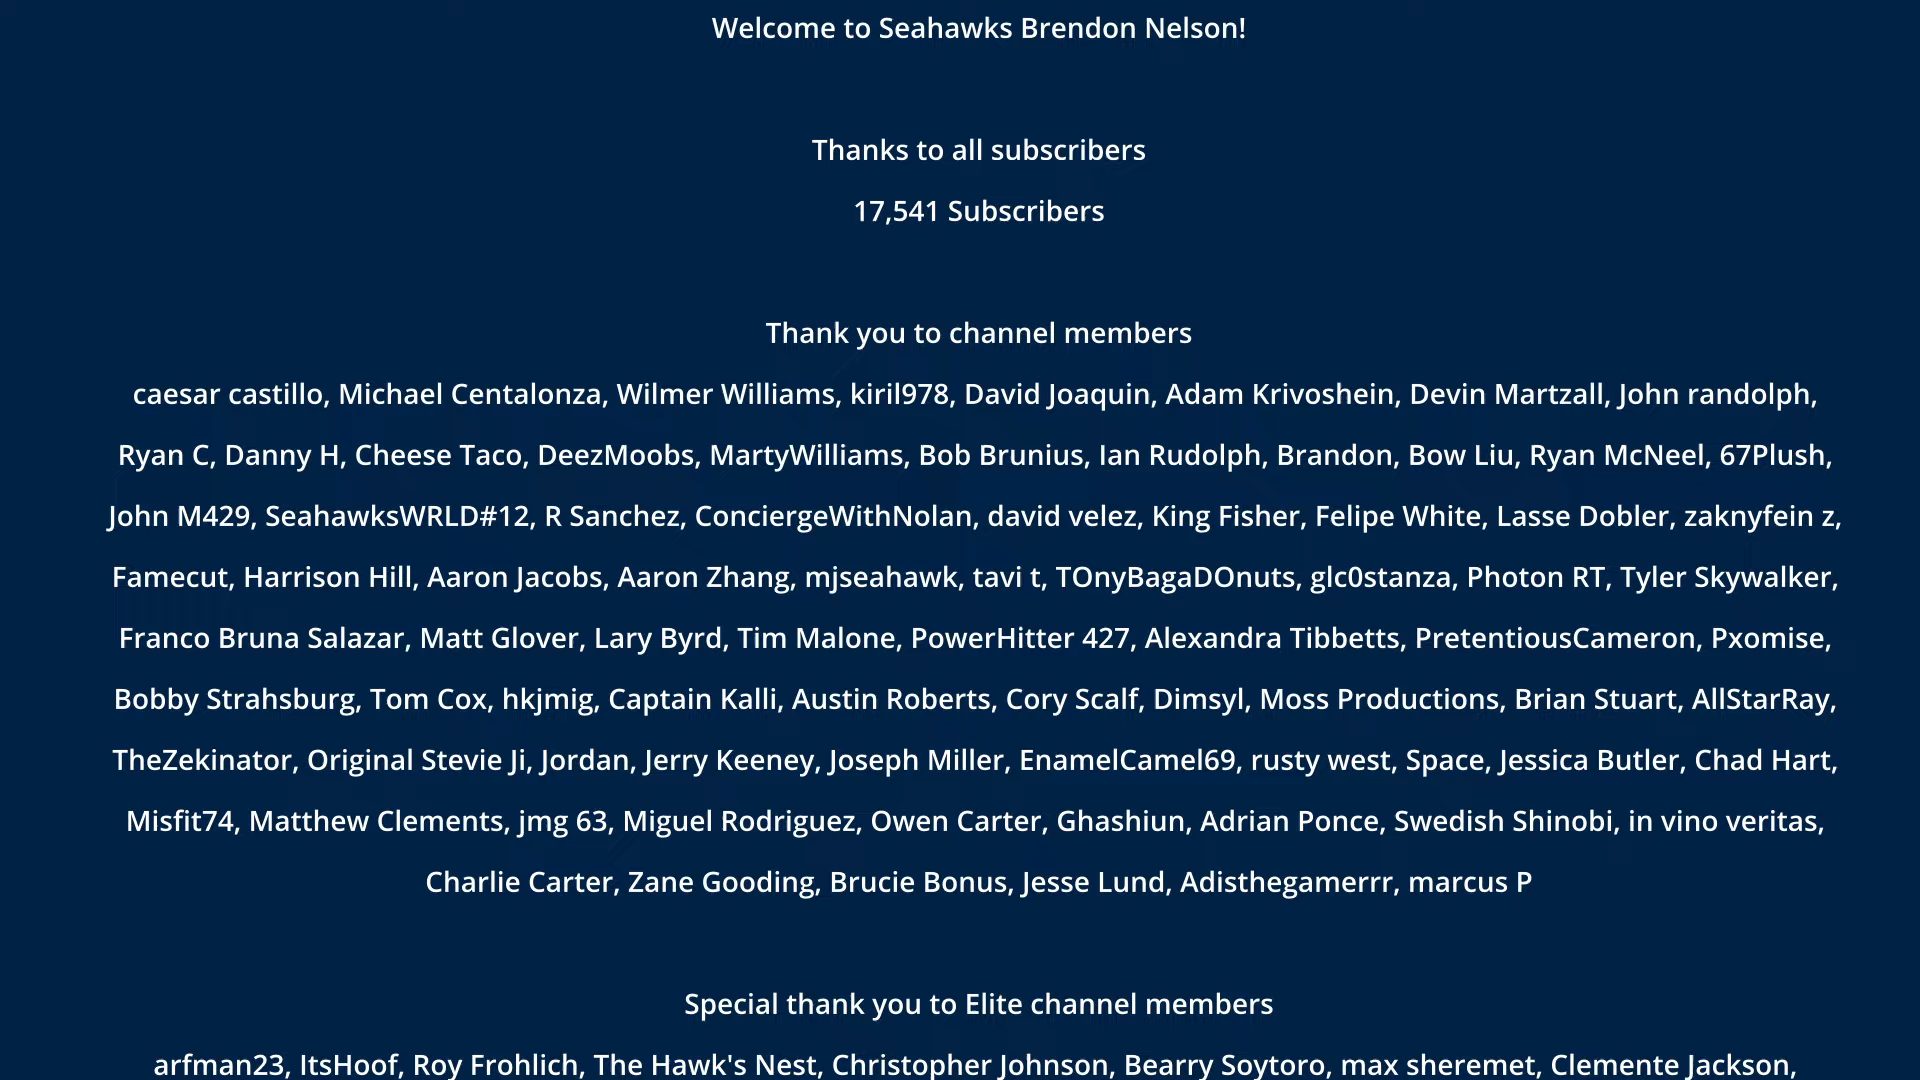 Welcome to Seahawks Brendon Nelson!
Thanks to all subscribers
17,541 Subscribers
Thank you to channel members
caesar castillo, Michael Centalonza, Wilmer Williams, kiril978, David Joaquin, Adam Krivoshein, Devin Martzall, John randolph,
Ryan C, Danny H, Cheese Taco, DeezMoobs, MartyWilliams, Bob Brunius, Ian Rudolph, Brandon, Bow Liu, Ryan McNeel, 67Plush,
John M429, SeahawksWRLD#12, R Sanchez, ConciergeWithNolan, david velez, King Fisher, Felipe White, Lasse Dobler, zaknyfein z,
Famecut, Harrison Hill, Aaron Jacobs, Aaron Zhang, mjseahawk, tavi t, TOnyBagaDOnuts, glc0stanza, Photon RT, Tyler Skywalker,
Franco Bruna Salazar, Matt Glover, Lary Byrd, Tim Malone, PowerHitter 427, Alexandra Tibbetts, PretentiousCameron, Pxomise,
Bobby Strahsburg, Tom Cox, hkjmig, Captain Kalli, Austin Roberts, Cory Scalf, Dimsyl, Moss Productions, Brian Stuart, AllStarRay,
TheZekinator, Original Stevie Ji, Jordan, Jerry Keeney, Joseph Miller, EnamelCamel69, rusty west, Space, Jessica Butler, Chad Hart,
Misfit74, Matthew Clements, jmg 63, Miguel Rodriguez, Owen Carter, Ghashiun, Adrian Ponce, Swedish Shinobi, in vino veritas,
Charlie Carter, Zane Gooding, Brucie Bonus, Jesse Lund, Adisthegamerrr, marcus P
Special thank you to Elite channel members
arfman23, ItsHoof, Roy Frohlich, The Hawk's Nest, Christopher Johnson, Bearry Soytoro, max sheremet, Clemente Jackson,